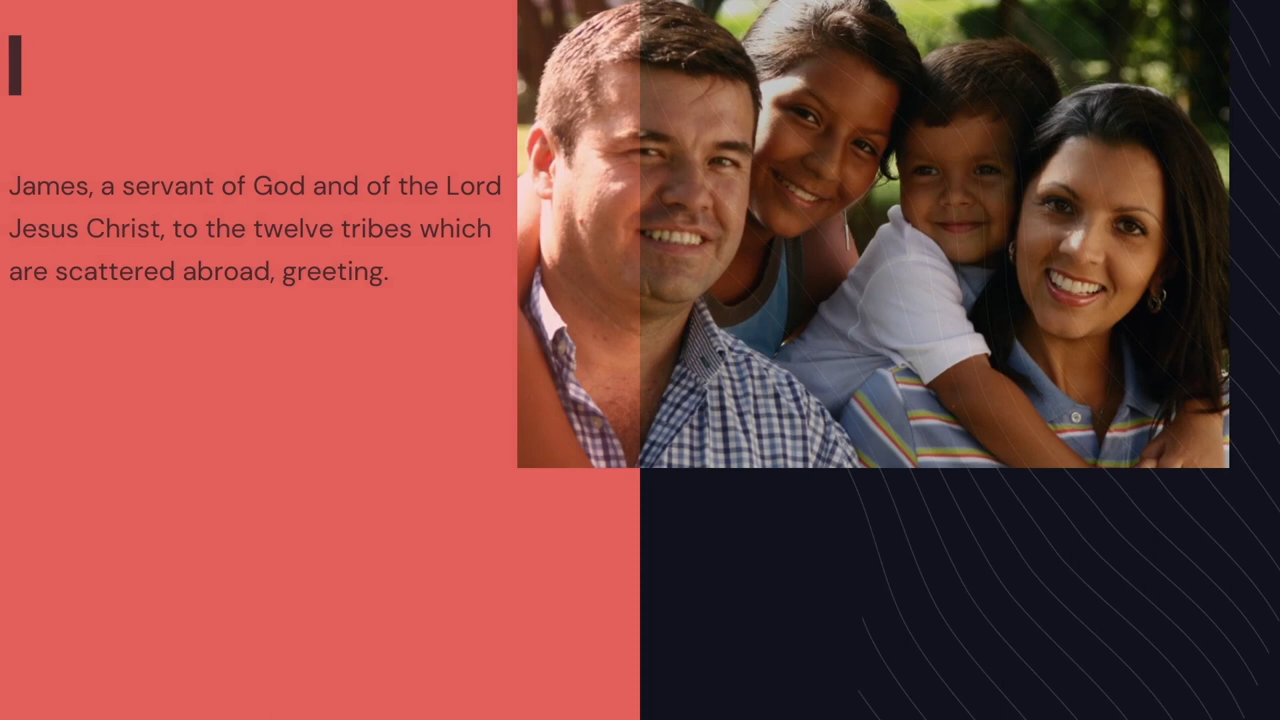 James, a servant of God and of the Lord
Jesus Christ, to the twelve tribes which
are scattered abroad, greeting.